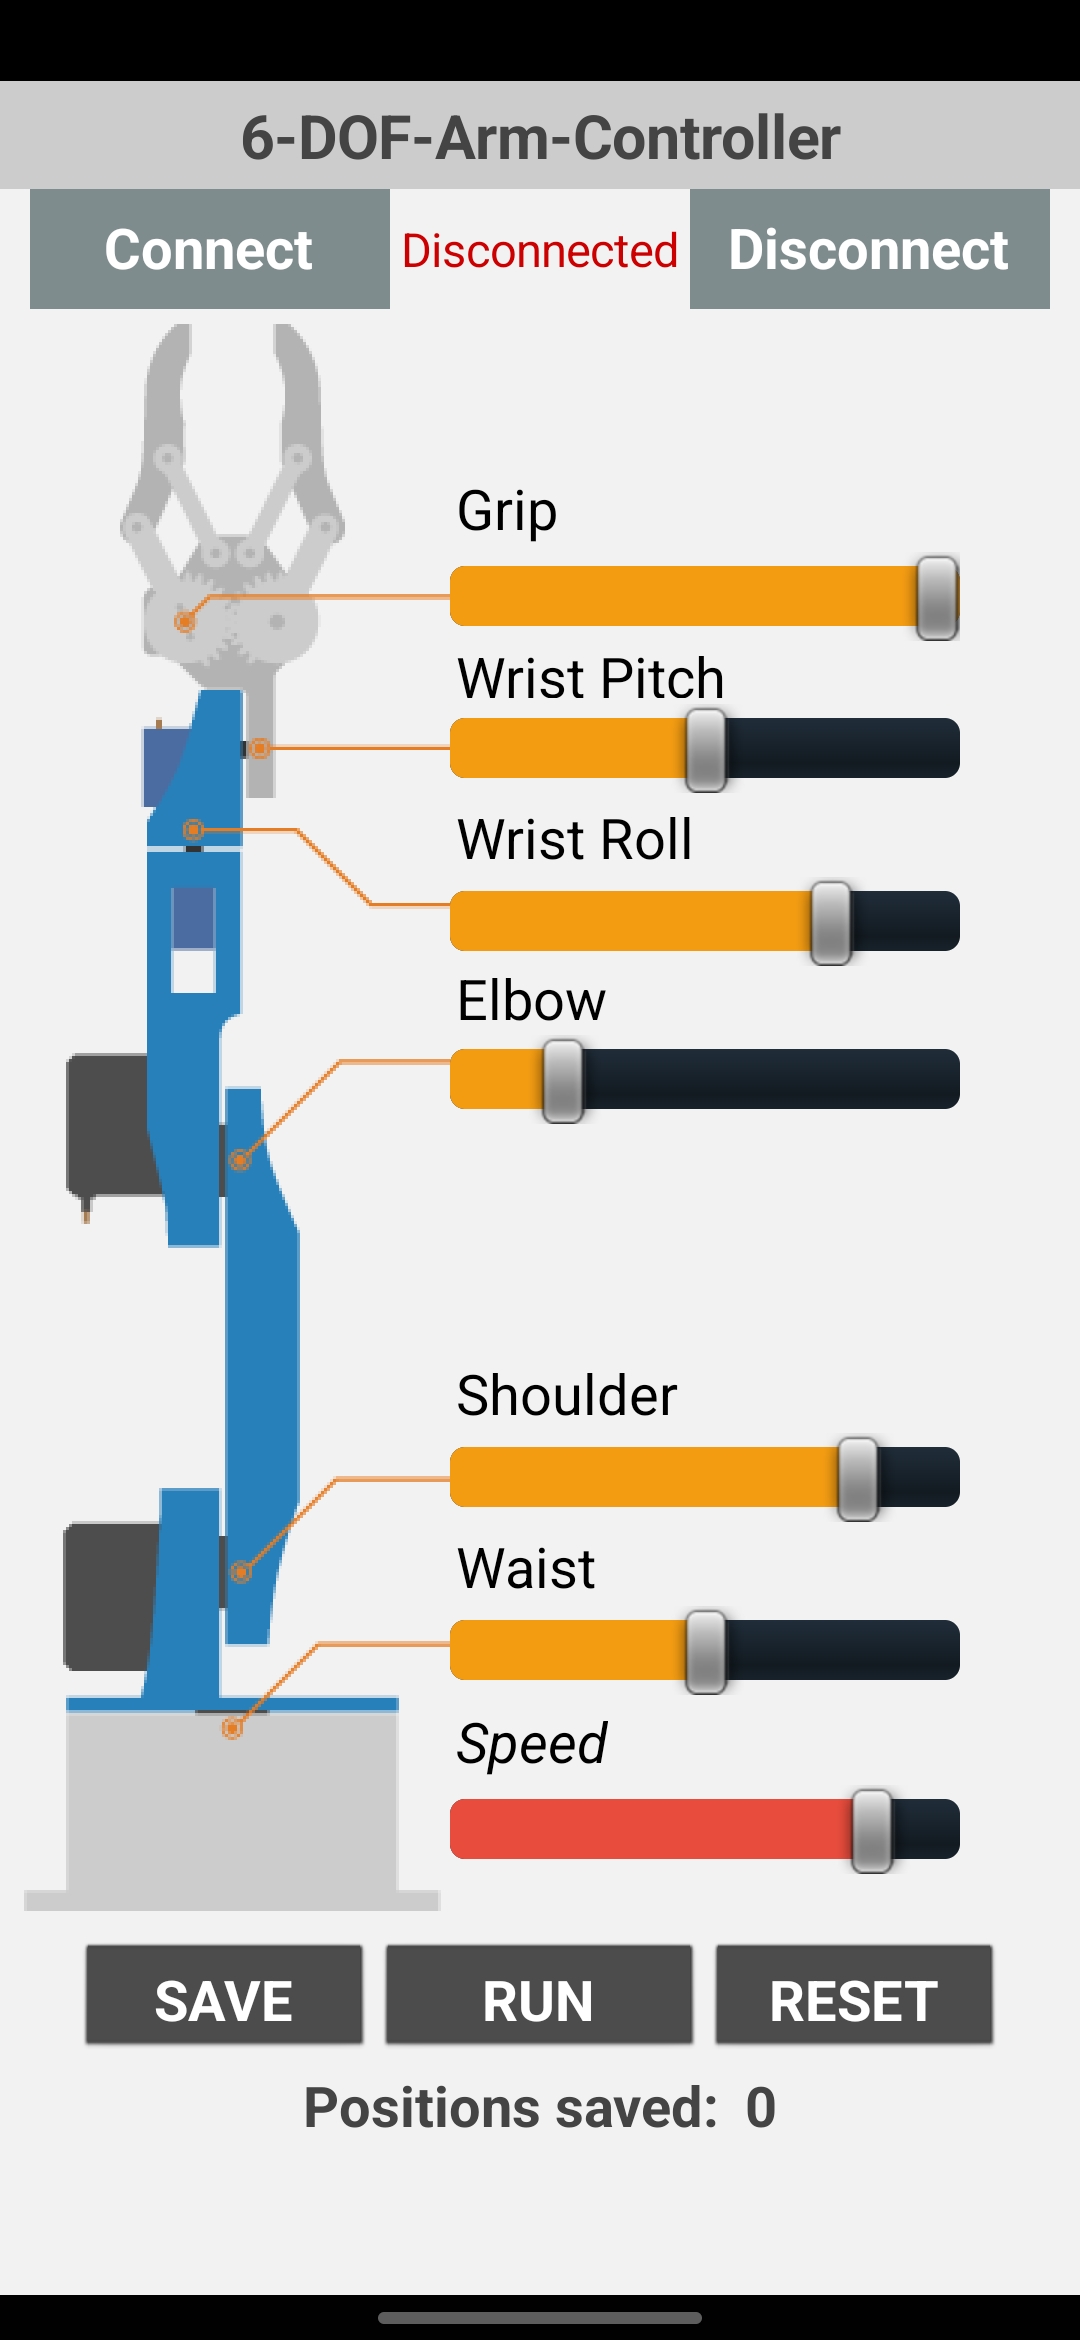 6-DOF-Arm-Controller
Connect
Disconnected
Disconnect
Grip
Wrist Pitch
Wrist Roll
Elbow
Shoulder
Waist
Speed
SAVE
RUN
RESET
Positions saved: 0